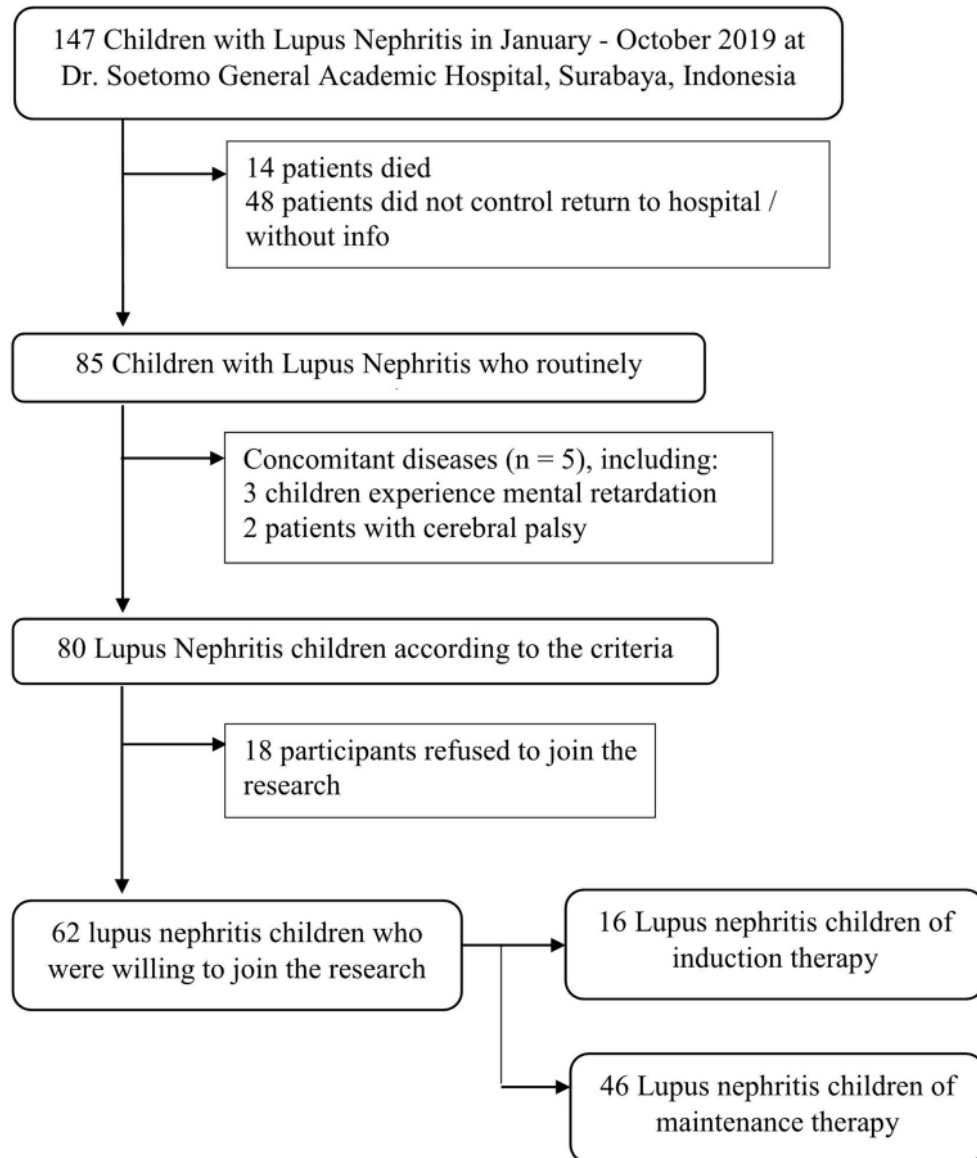 147 Children with Lupus Nephritis in January - October 2019 at
Dr. Soetomo General Academic Hospital, Surabaya, Indonesia
14 patients died
48 patients did not control return to hospital /
without info
85 Children with Lupus Nephritis who routinely
Concomitant diseases (n = 5), including:
3 children experience mental retardation
2 patients with cerebral palsy
80 Lupus Nephritis children according to the criteria
18 participants refused to join the
research
62 lupus nephritis children who
were willing to join the research
16 Lupus nephritis children of
induction therapy
46 Lupus nephritis children of
maintenance therapy